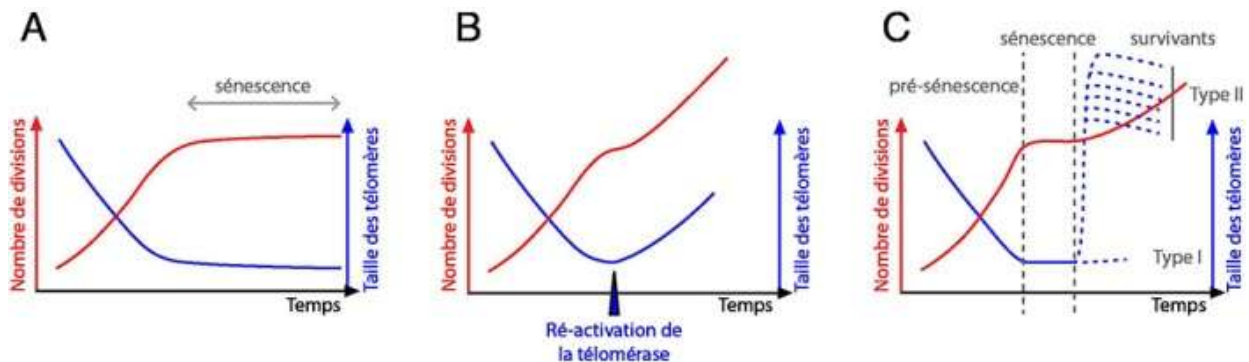 A
sénescence
Nombre de divisions
Taille des télomères
Temps
B
Nombre de divisions
Taille des télomères
Temps
Ré-activation de
la télomérase
C
sénescence
survivants
pré-sénescence
Type II
Nombre de divisions
Taille des télomères
Type I
Temps